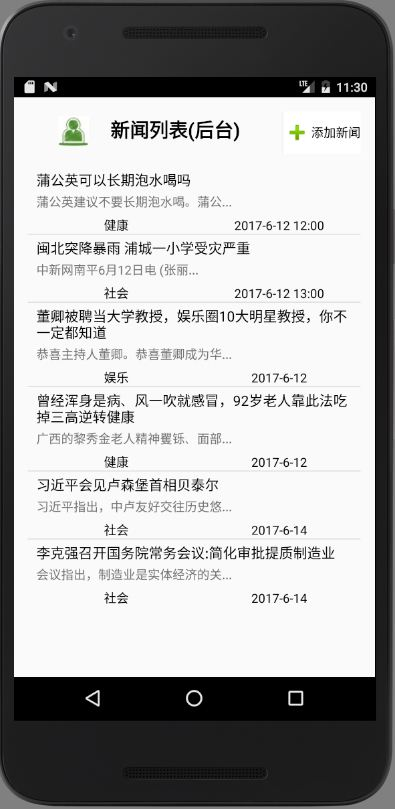 LTE 11:30
新闻列表(后台)
添加新闻
蒲公英可以长期泡水喝吗
蒲公英建议不要长期泡水喝。蒲公...
健康 2017-6-12 12:00
闽北突降暴雨 浦城一小学受灾严重
中新网南平6月12日电 (张丽...
社会 2017-6-12 13:00
董卿被聘当大学教授，娱乐圈10大明星教授，你不
一定都知道
恭喜主持人董卿。恭喜董卿成为华...
娱乐 2017-6-12
曾经浑身是病、风一吹就感冒，92岁老人靠此法吃
掉三高逆转健康
广西的黎秀金老人精神矍铄、面部...
健康 2017-6-12
习近平会见卢森堡首相贝泰尔
习近平指出，中卢友好交往历史悠...
社会 2017-6-14
李克强召开国务院常务会议:简化审批提质制造业
会议指出，制造业是实体经济的关...
社会 2017-6-14